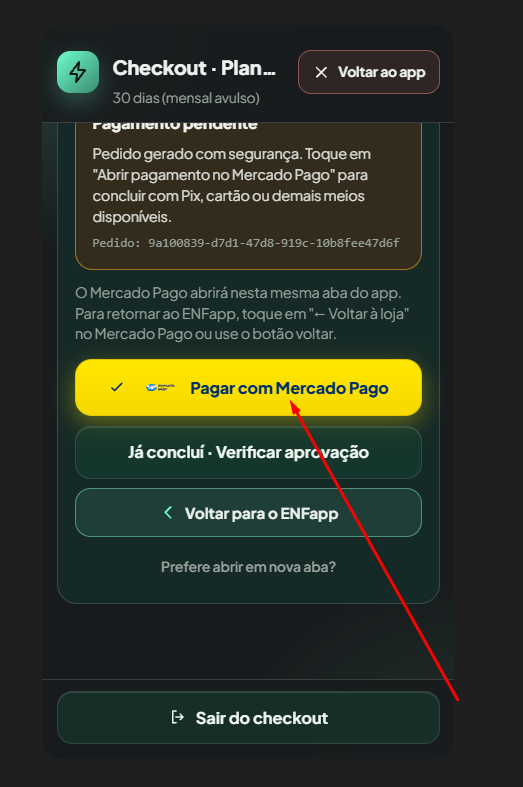 Checkout · Plan...
30 dias (mensal avulso)
Voltar ao app
Pagamento pendente
Pedido gerado com segurança. Toque em
"Abrir pagamento no Mercado Pago" para
concluir com Pix, cartão ou demais meios
disponíveis.
Pedido: 9a100839-d7d1-47d8-919c-10b8fee47d6f
O Mercado Pago abrirá nesta mesma aba do app.
Para retornar ao ENFapp, toque em "← Voltar à loja"
no Mercado Pago ou use o botão voltar.
Pagar com Mercado Pago
Já concluí · Verificar aprovação
Voltar para o ENFapp
Prefere abrir em nova aba?
Sair do checkout